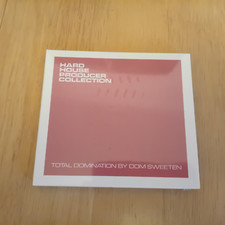 HARD
HOUSE
PRODUCER
COLLECTION
TOTAL DOMINATION BY DOM SWEETEN